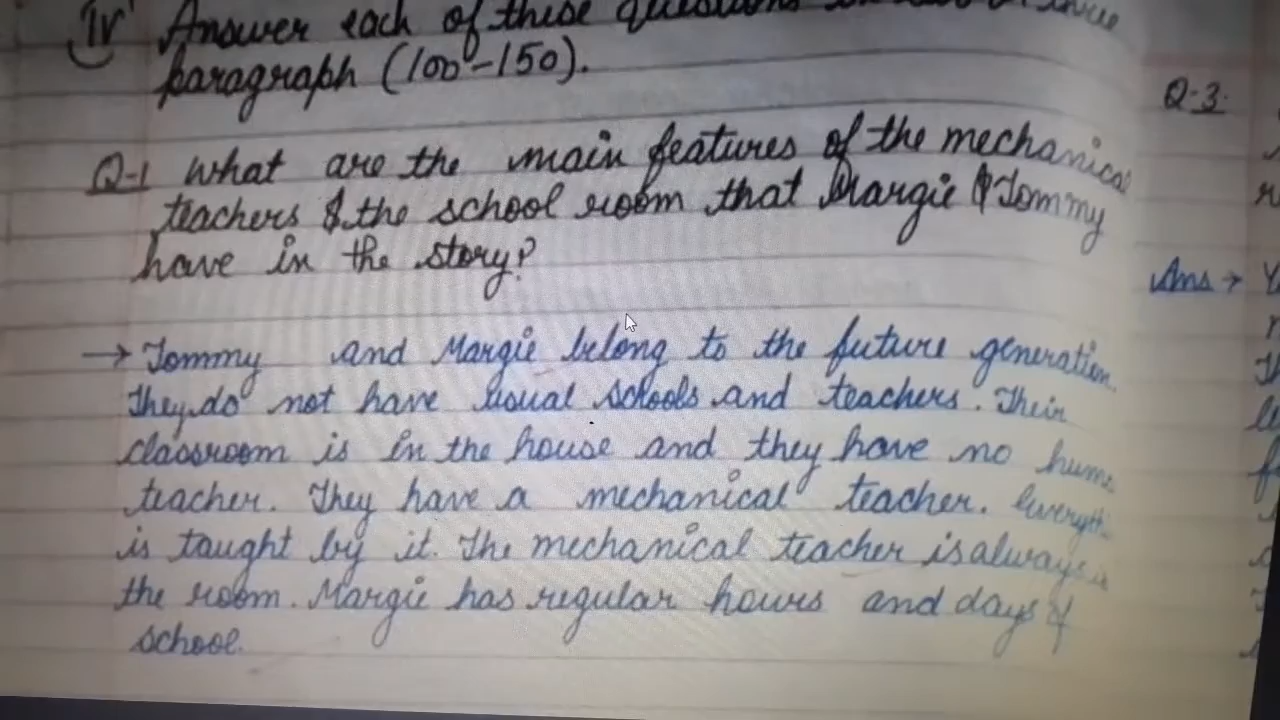 IV Answer each of these questions
paragraph (100-150).
Q-1 What are the main features of the mechanical
teachers & the school room that Margie & Tommy
have in the story?
→ Tommy and Margie belong to the future generation.
They do not have usual schools and teachers. Their
classroom is in the house and they have no
teacher. They have a mechanical teacher.
is taught by it. The mechanical teacher is always
the room. Margie has regular hours and days of
school.
Q-3.
Ans →